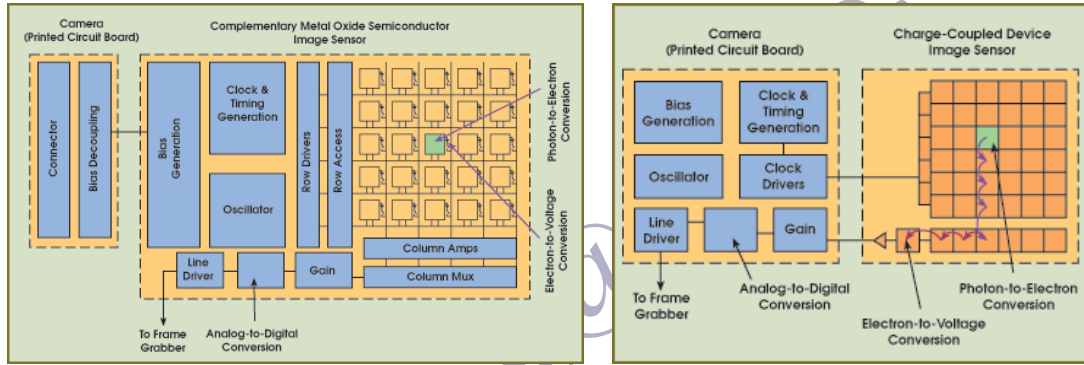 Camera
(Printed Circuit Board)
Complementary Metal Oxide Semiconductor
Image Sensor
Connector
Bias Decoupling
Bias
Generation
Clock &
Timing
Generation
Oscillator
Row Drivers
Row Access
Column Amps
Column Mux
Line
Driver
Gain
To Frame
Grabber
Analog-to-Digital
Conversion
Photon-to-Electron
Conversion
Electron-to-Voltage
Conversion
Camera
(Printed Circuit Board)
Charge-Coupled Device
Image Sensor
Bias
Generation
Clock &
Timing
Generation
Oscillator
Clock
Drivers
Line
Driver
Gain
To Frame
Grabber
Analog-to-Digital
Conversion
Photon-to-Electron
Conversion
Electron-to-Voltage
Conversion